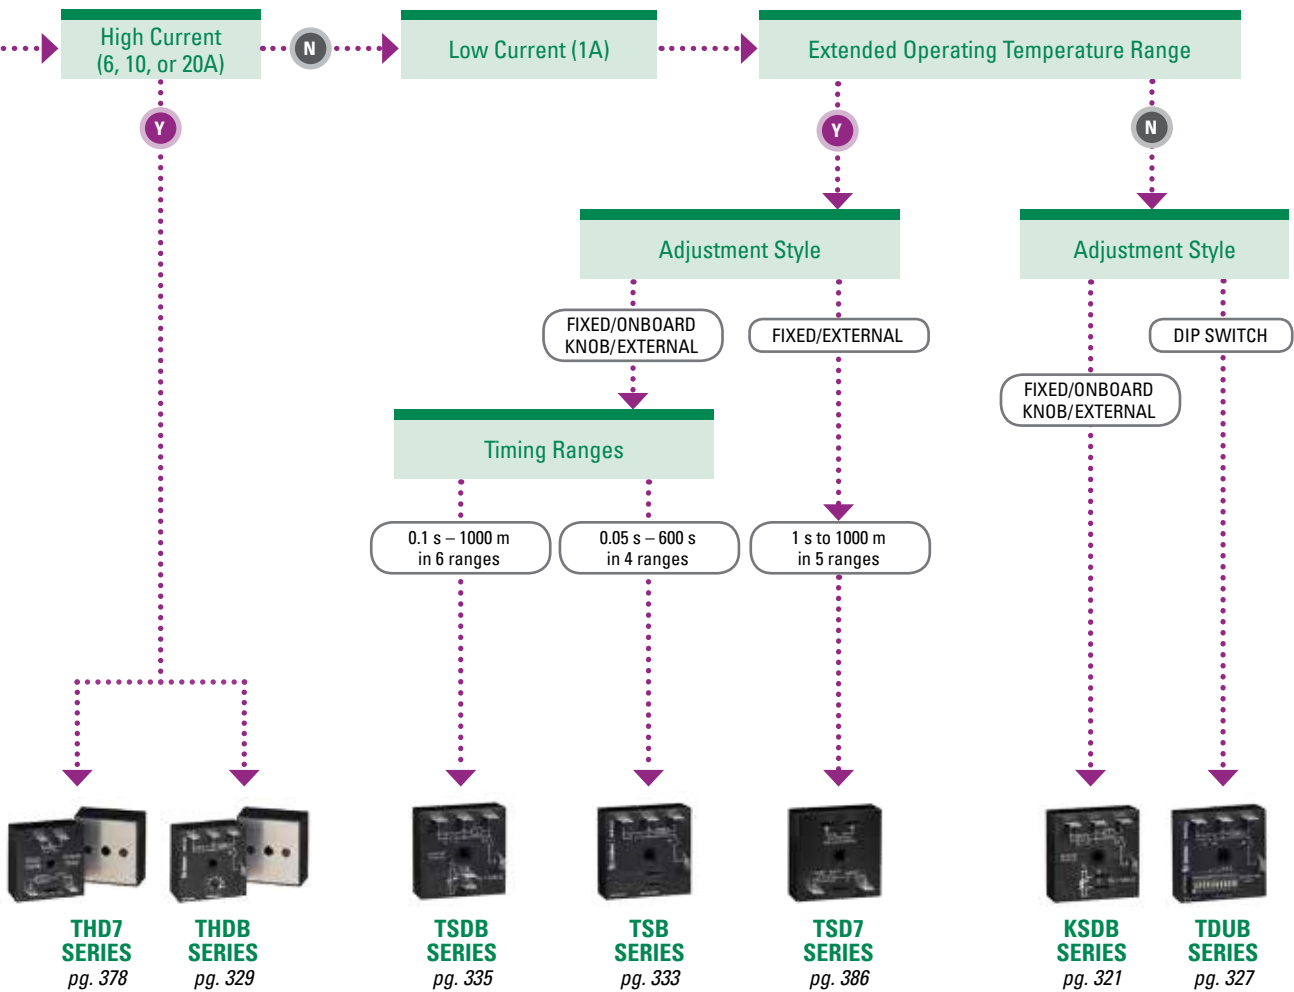 High Current
(6, 10, or 20A)
N
Low Current (1A)
Extended Operating Temperature Range
Y
Y
N
Adjustment Style
Adjustment Style
FIXED/ONBOARD
KNOB/EXTERNAL
FIXED/EXTERNAL
DIP SWITCH
FIXED/ONBOARD
KNOB/EXTERNAL
Timing Ranges
0.1 s – 1000 m
in 6 ranges
0.05 s – 600 s
in 4 ranges
1 s to 1000 m
in 5 ranges
THD7
SERIES
pg. 378
THDB
SERIES
pg. 329
TSDB
SERIES
pg. 335
TSB
SERIES
pg. 333
TSD7
SERIES
pg. 386
KSDB
SERIES
pg. 321
TDUB
SERIES
pg. 327